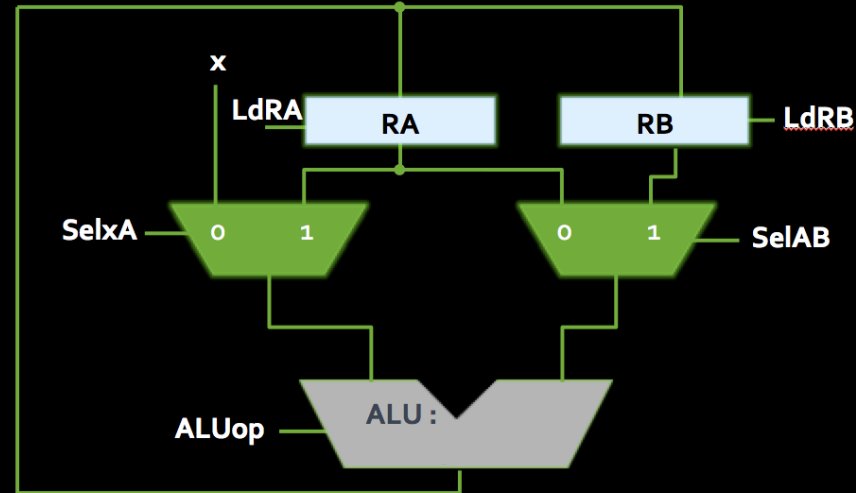 x
LdRA
RA
RB
LdRB
SelxA
0
1
0
1
SelAB
ALUop
ALU :